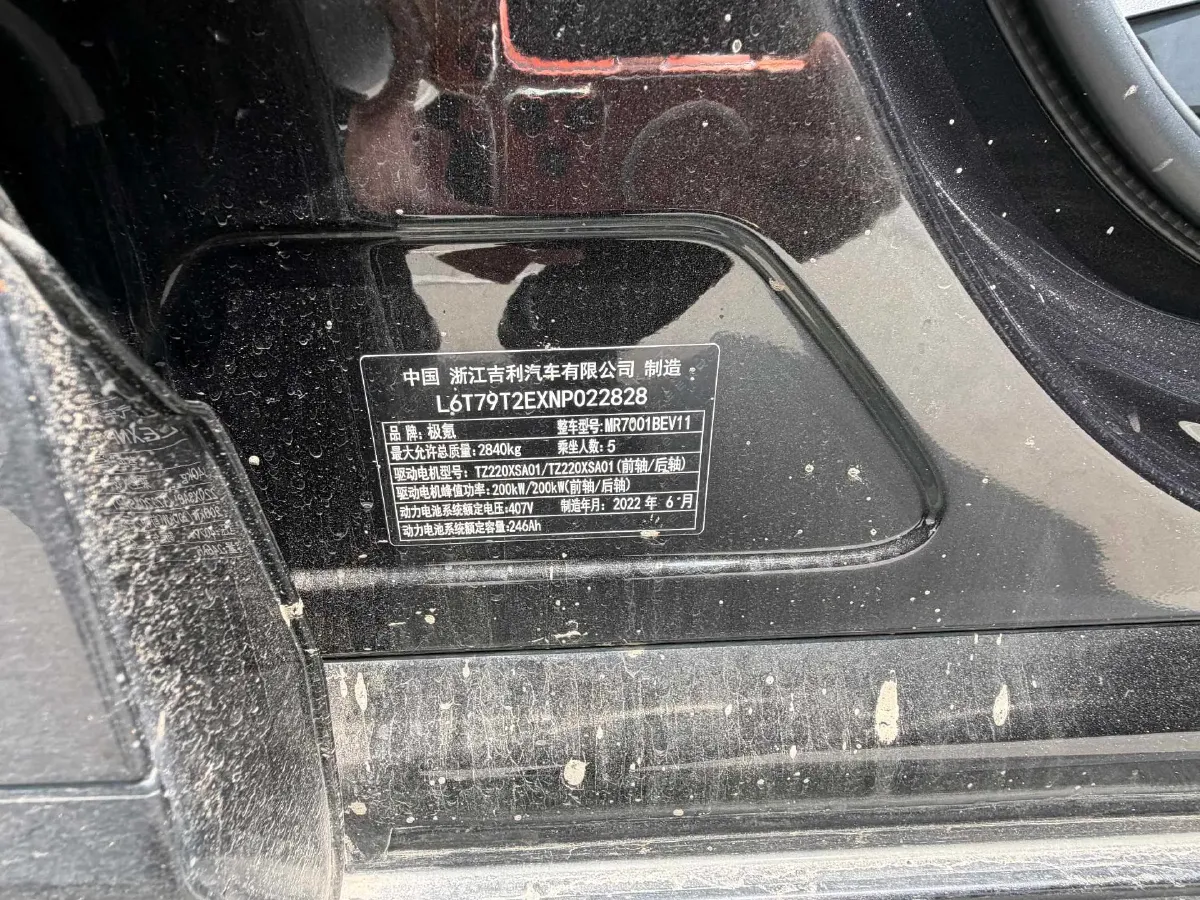 中国 浙江吉利汽车有限公司 制造
L6T79T2EXNP022828
品牌:极氪 整车型号:MR7001BEV11
最大允许总质量:2840kg 乘坐人数:5
驱动电机型号:TZ220XSA01/TZ220XSA01(前轴/后轴)
驱动电机峰值功率:200kW/200kW(前轴/后轴)
动力电池系统额定电压:407V 制造年月:2022年 6 月
动力电池系统额定容量:246Ah